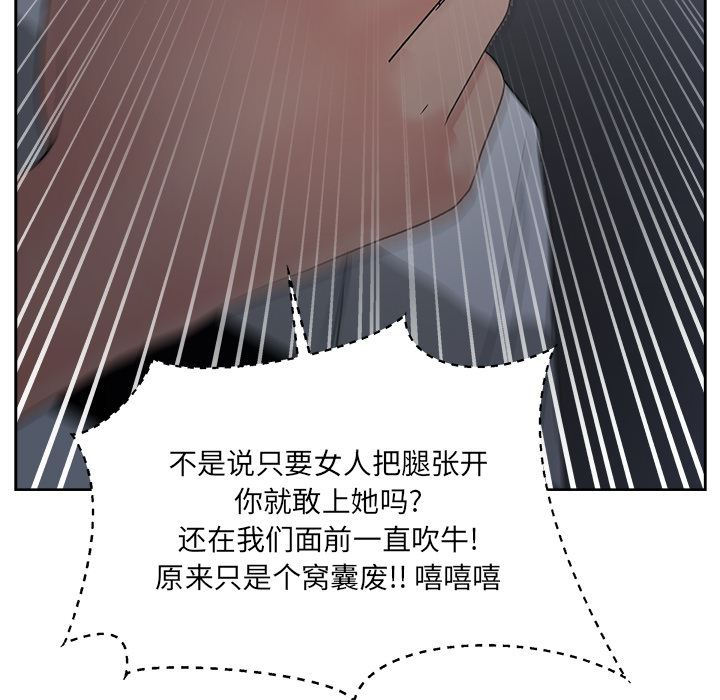 不是说只要女人把腿张开
你就敢上她吗?
还在我们面前一直吹牛!
原来只是个窝囊废!! 嘻嘻嘻